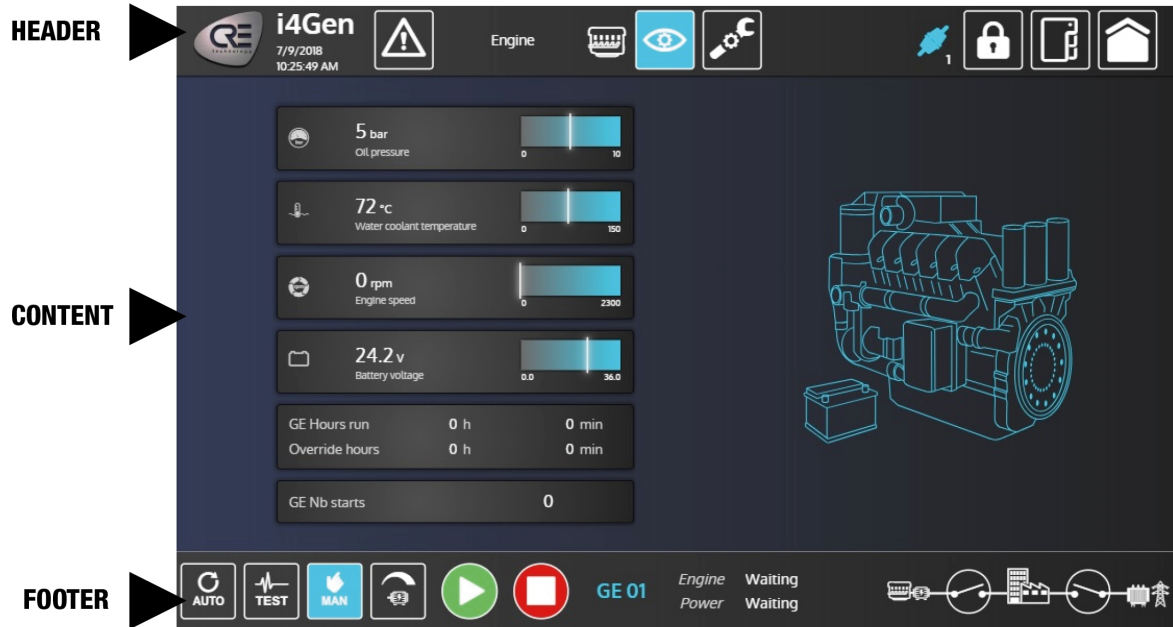 HEADER
CRE
TECHNOLOGY
i4Gen
7/9/2018
10:25:49 AM
Engine
1
CONTENT
5 bar
Oil pressure
0 10
72 °C
Water coolant temperature
0 150
0 rpm
Engine speed
0 2300
24.2 V
Battery voltage
0.0 36.0
GE Hours run 0 h 0 min
Override hours 0 h 0 min
GE Nb starts 0
FOOTER
AUTO
TEST
MAN
GE 01
Engine Waiting
Power Waiting